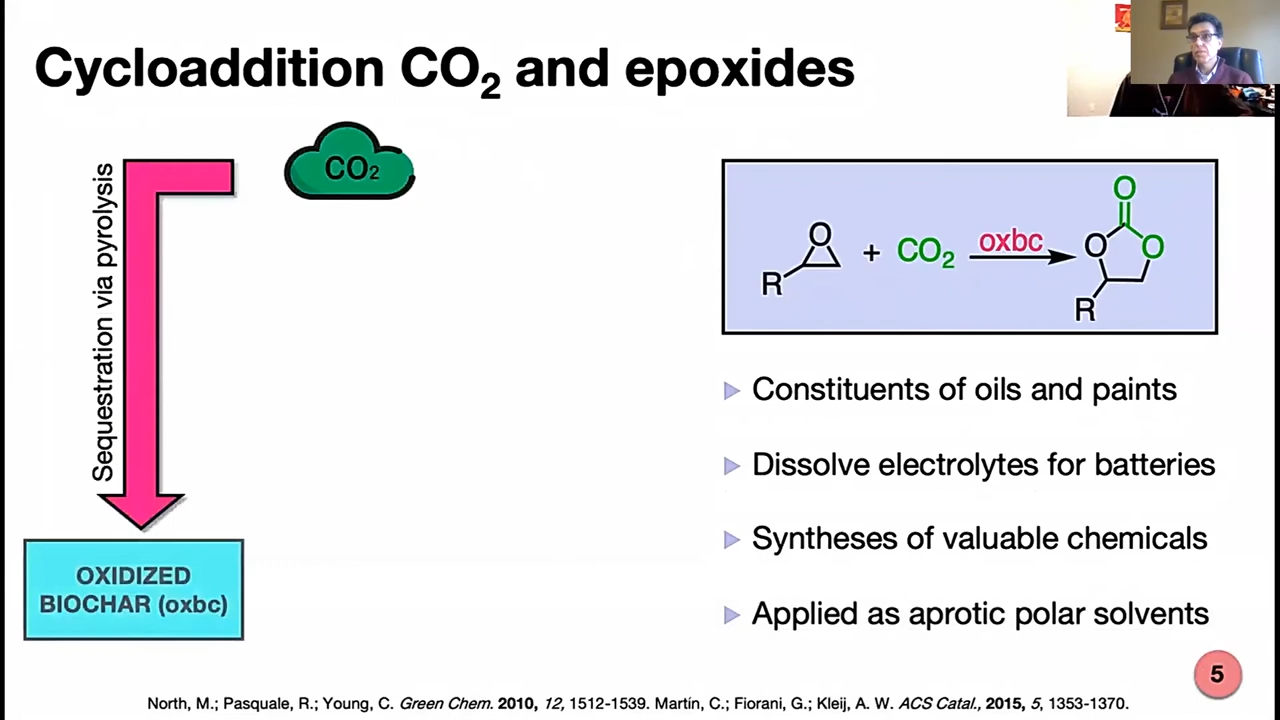 Cycloaddition CO₂ and epoxides
CO₂
Sequestration via pyrolysis
OXIDIZED
BIOCHAR (oxbc)
O
R
+ CO₂
oxbc
O
O
O
R
Constituents of oils and paints
Dissolve electrolytes for batteries
Syntheses of valuable chemicals
Applied as aprotic polar solvents
5
North, M.; Pasquale, R.; Young, C. Green Chem. 2010, 12, 1512-1539. Martín, C.; Fiorani, G.; Kleij, A. W. ACS Catal., 2015, 5, 1353-1370.